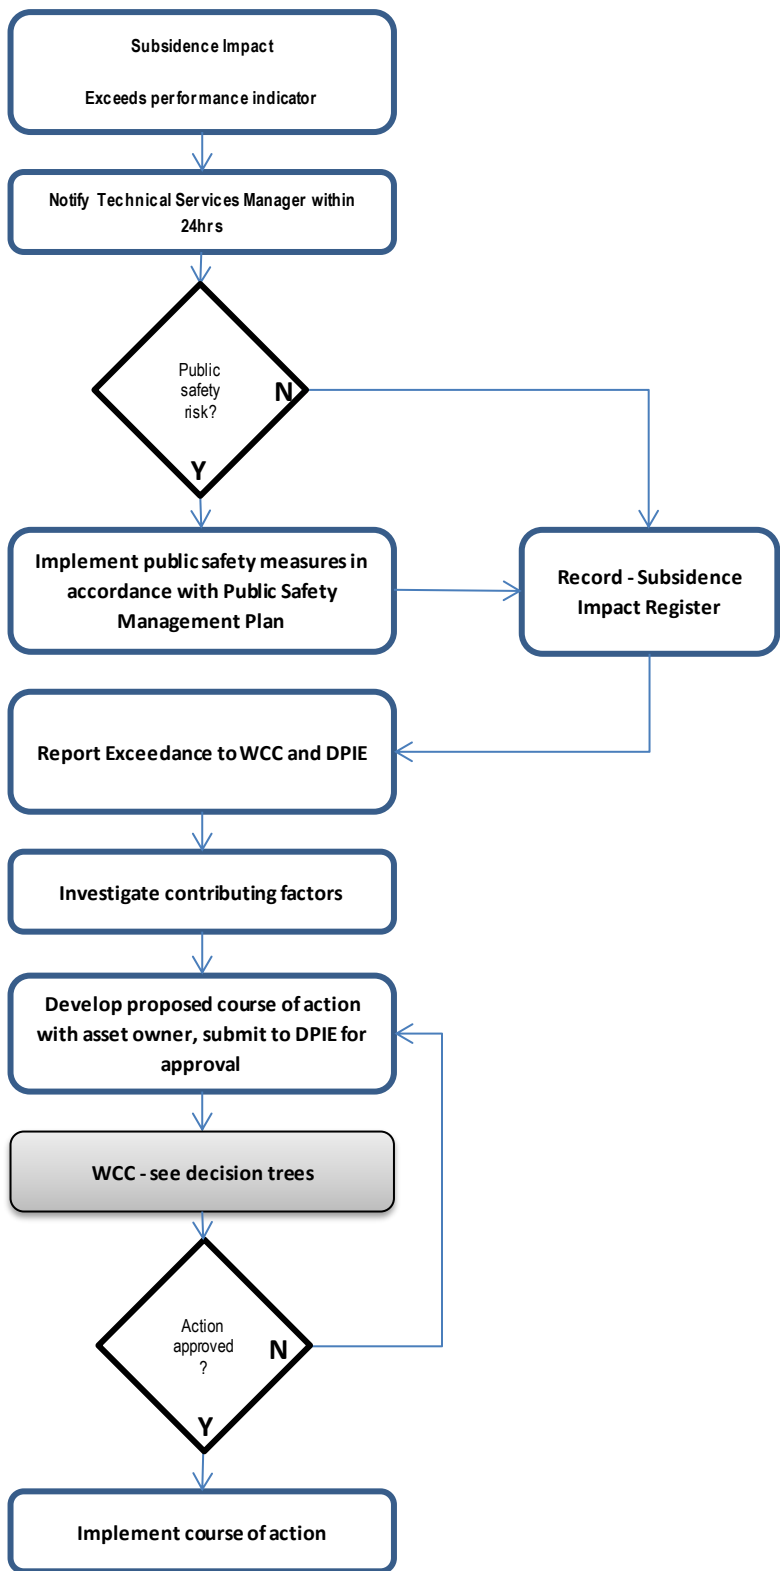 Subsidence Impact
Exceeds performance indicator
Notify Technical Services Manager within
24hrs
Public
safety
risk?
N
Y
Implement public safety measures in
accordance with Public Safety
Management Plan
Record - Subsidence
Impact Register
Report Exceedance to WCC and DPIE
Investigate contributing factors
Develop proposed course of action
with asset owner, submit to DPIE for
approval
WCC - see decision trees
Action
approved
?
N
Y
Implement course of action